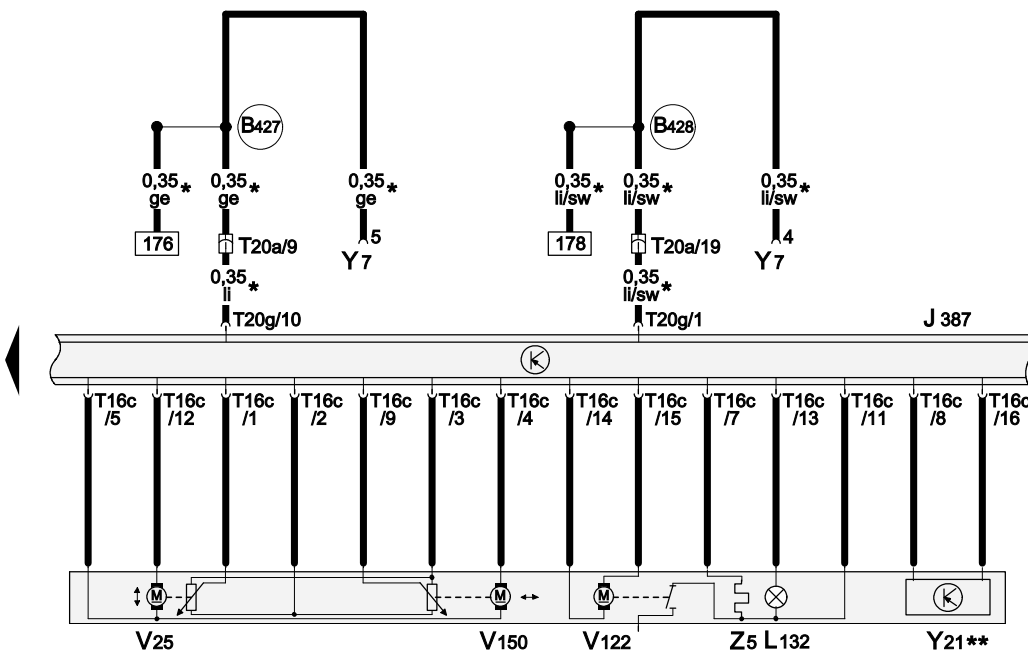 B427
B428
0,35 * 0,35 * 0,35 * 0,35 * 0,35 * 0,35 *
ge ge ge li/sw li/sw li/sw
176 T20a/9 5 178 T20a/19 4
Y7 Y7
0,35 * 0,35 *
li li/sw
T20g/10 T20g/1 J 387
T16c T16c T16c T16c T16c T16c T16c T16c T16c T16c T16c T16c T16c T16c
/5 /12 /1 /2 /9 /3 /4 /14 /15 /7 /13 /11 /8 /16
M M M
V25 V150 V122 Z5 L132 Y21**